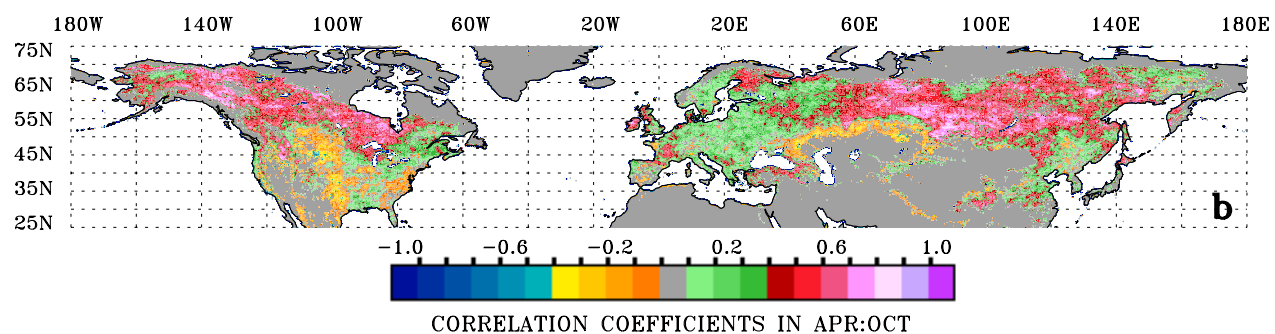 180W 140W 100W 60W 20W 20E 60E 100E 140E 180E
75N
65N
55N
45N
35N
25N
b
-1.0 -0.6 -0.2 0.2 0.6 1.0
CORRELATION COEFFICIENTS IN APR:OCT